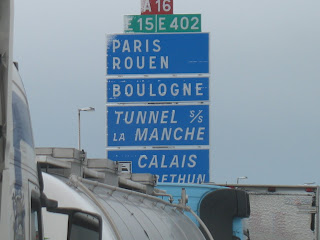 A 16
E 15 E 402
PARIS
ROUEN
BOULOGNE
TUNNEL S/S
LA MANCHE
CALAIS